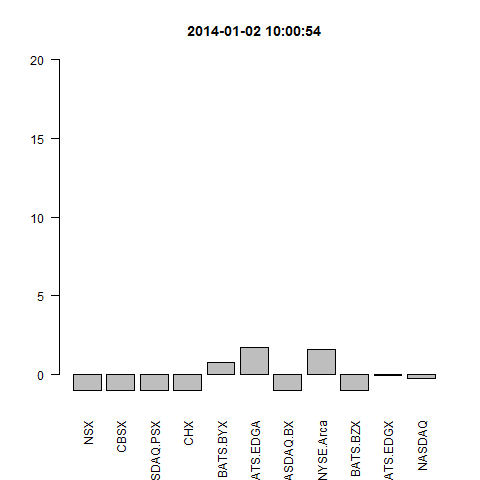 2014-01-02 10:00:54
20
15
10
5
0
NSX
CBSX
SDAQ.PSX
CHX
BATS.BYX
ATS.EDGA
ASDAQ.BX
NYSE.Arca
BATS.BZX
ATS.EDGX
NASDAQ